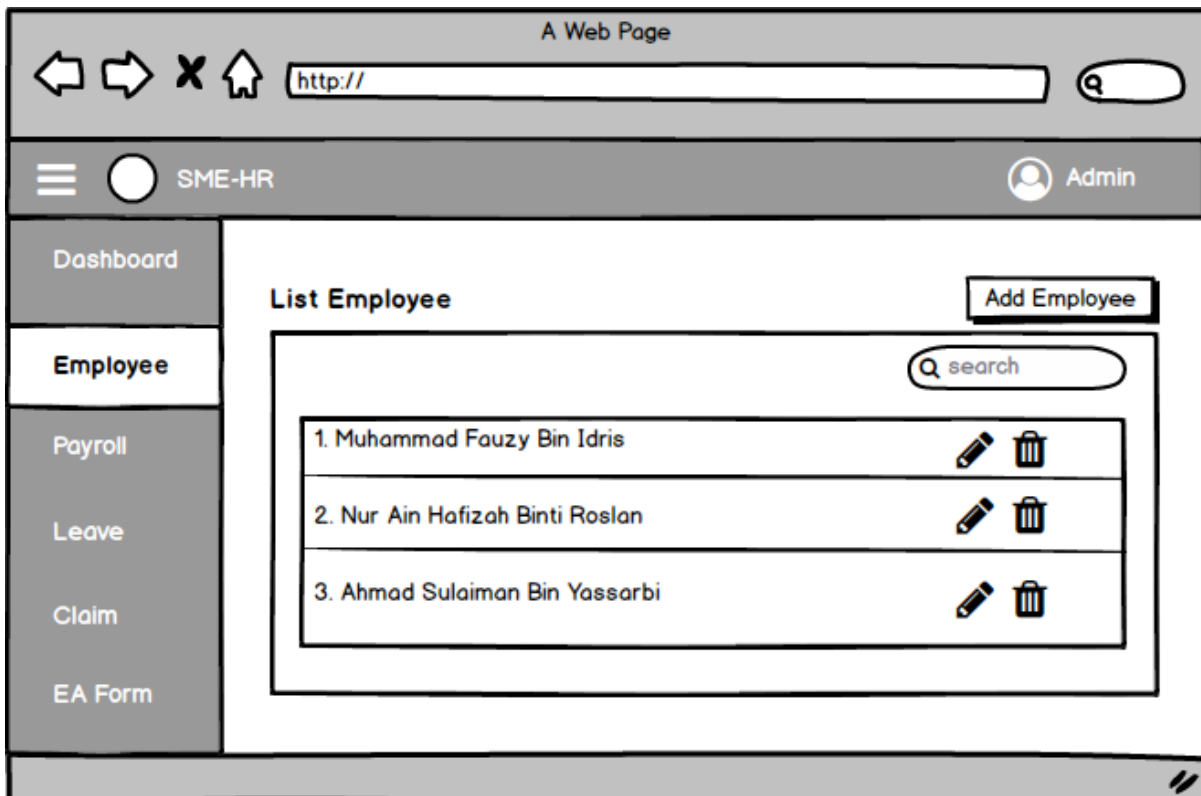 A Web Page
http://
SME-HR
Admin
Dashboard
Employee
Payroll
Leave
Claim
EA Form
List Employee
Add Employee
search
1. Muhammad Fauzy Bin Idris
2. Nur Ain Hafizah Binti Roslan
3. Ahmad Sulaiman Bin Yassarbi